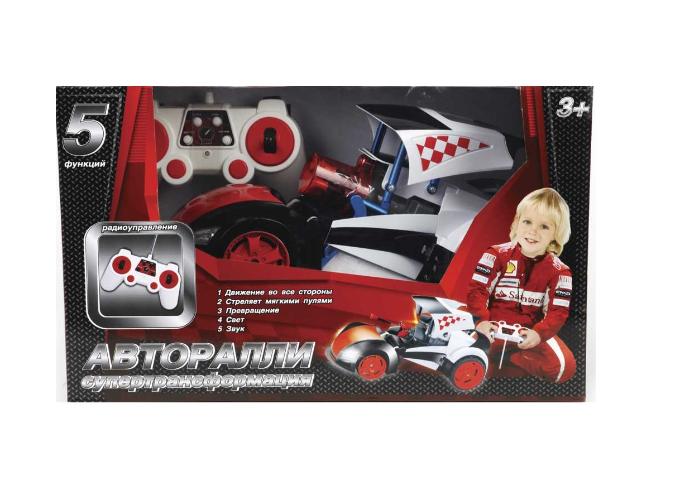 5
функций
3+
радиоуправление
1 Движение во все стороны
2 Стреляет мягкими пулями
3 Превращение
4 Свет
5 Звук
АВТОРАЛЛИ
супертрансформация
Santander